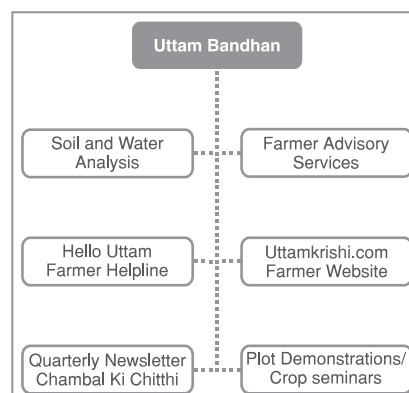 Uttam Bandhan
Soil and Water
Analysis
Farmer Advisory
Services
Hello Uttam
Farmer Helpline
Uttamkrishi.com
Farmer Website
Quarterly Newsletter
Chambal Ki Chitthi
Plot Demonstrations/
Crop seminars